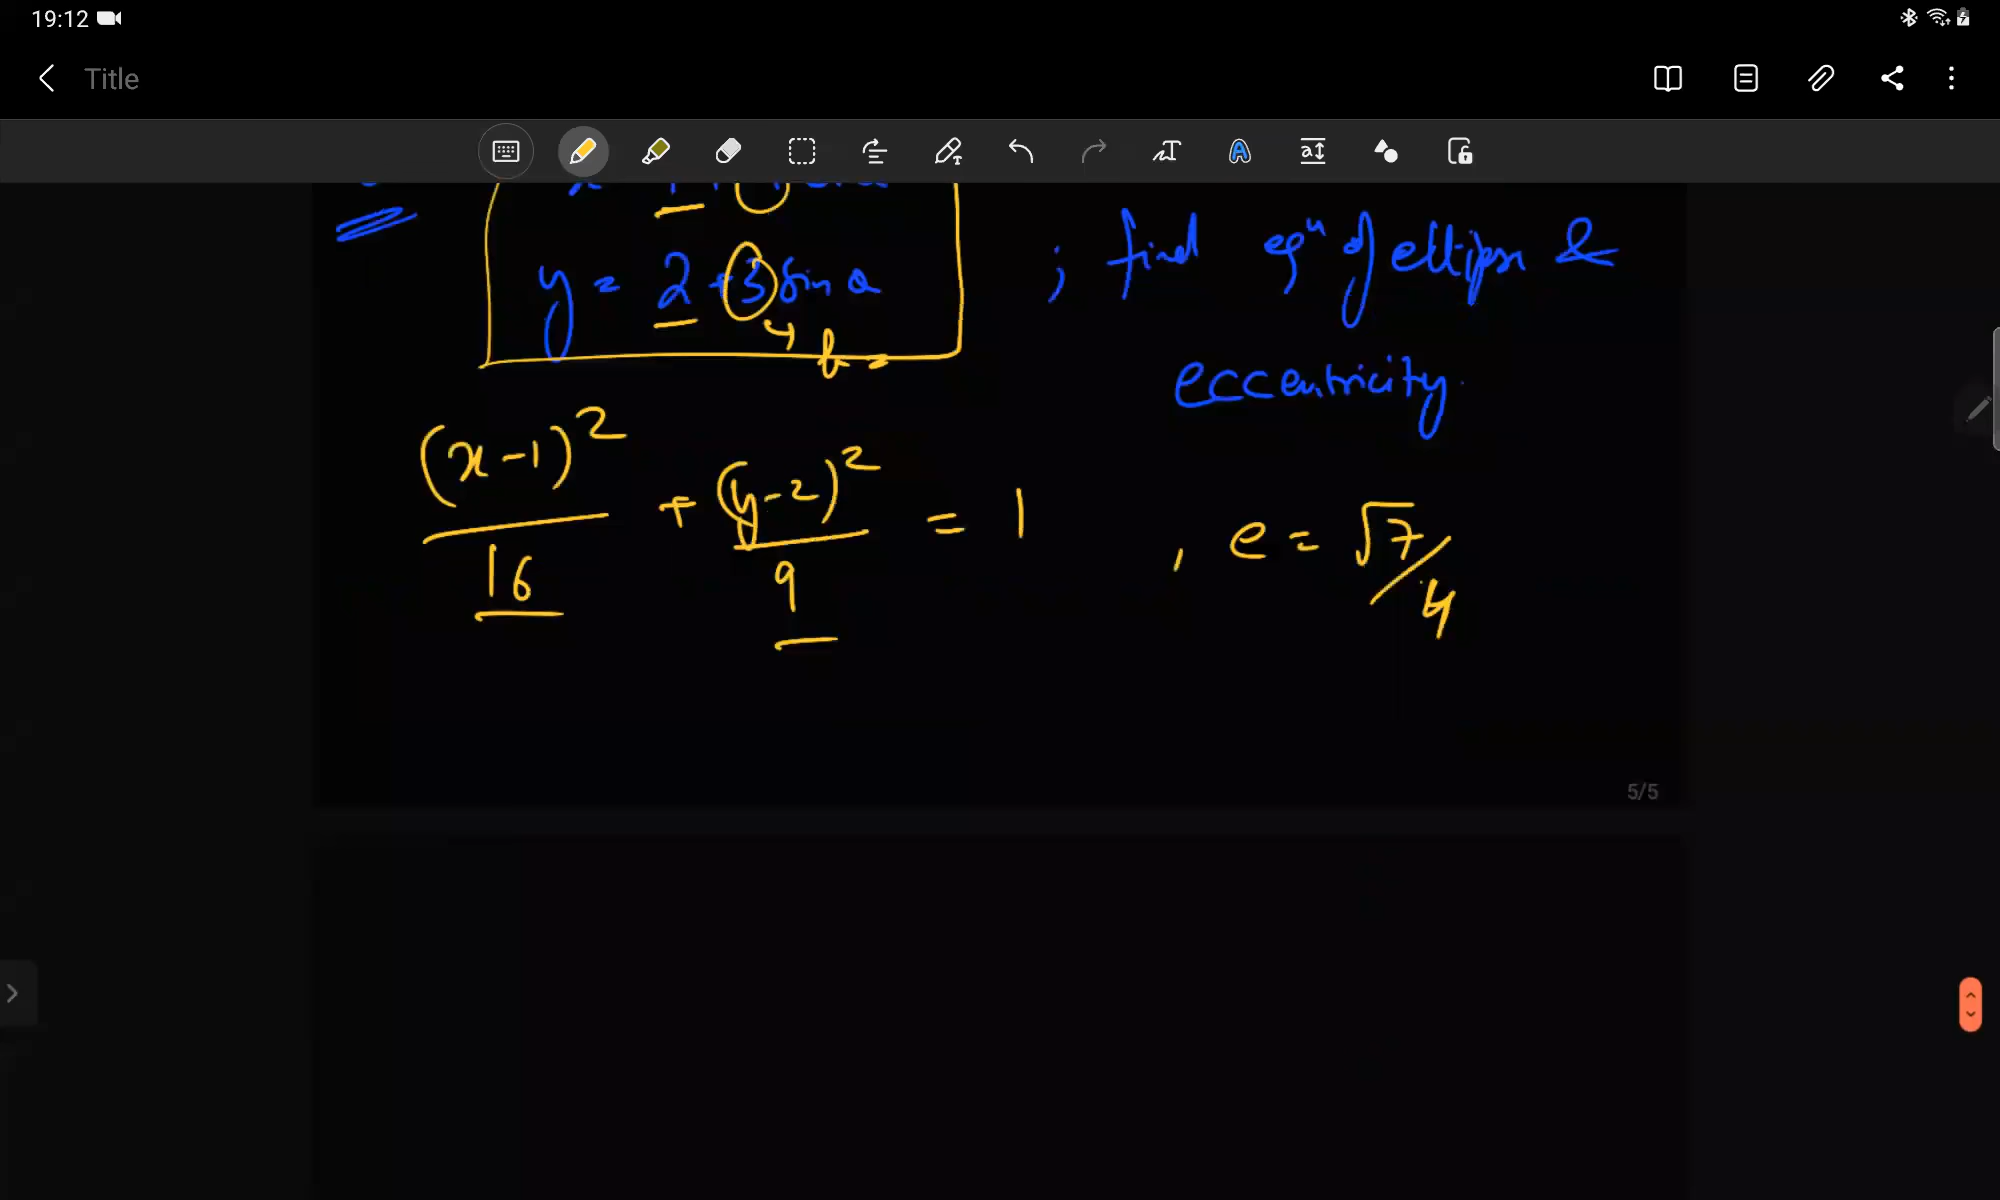 19:12
Title
y = 2 + 3 sin α ; find eqⁿ of ellipse &
b =
eccentricity.
(x-1)²/16 + (y-2)²/9 = 1 , e = √7/4
5/5